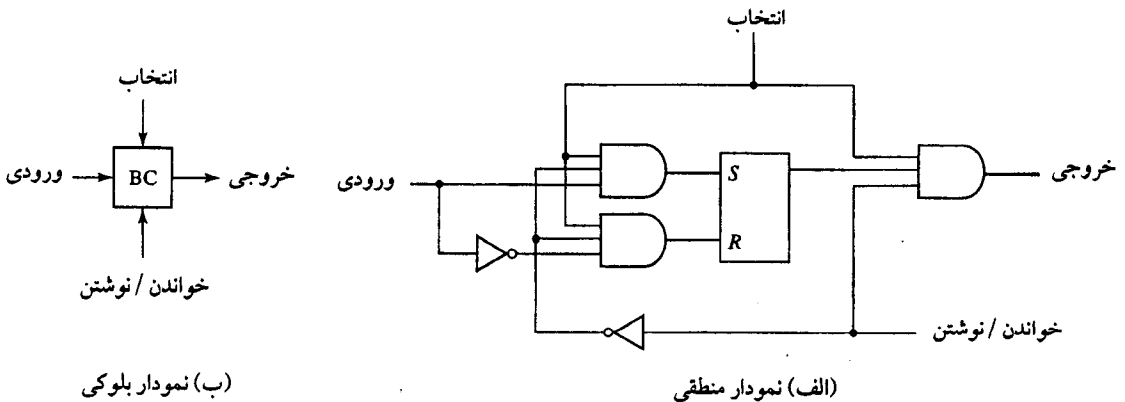 انتخاب
ورودی
S
R
خروجی
خواندن / نوشتن
(الف) نمودار منطقی
انتخاب
ورودی
BC
خروجی
خواندن / نوشتن
(ب) نمودار بلوکی